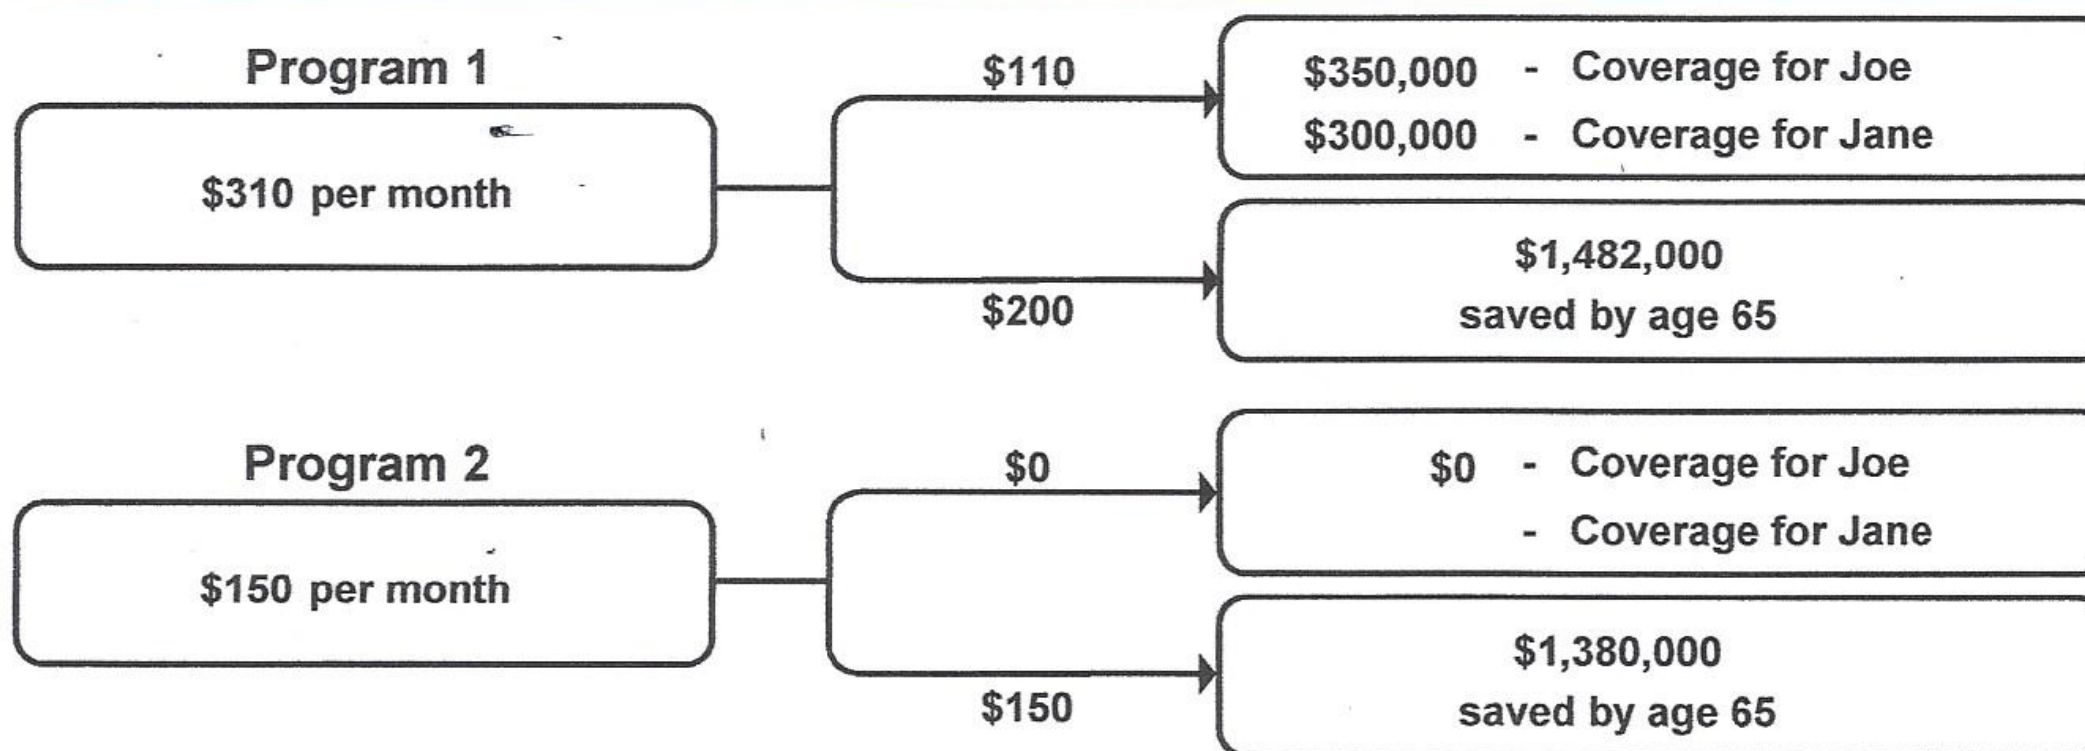 Program 1
$310 per month
$110
$350,000 - Coverage for Joe
$300,000 - Coverage for Jane
$200
$1,482,000
saved by age 65
Program 2
$150 per month
$0
$0 - Coverage for Joe
- Coverage for Jane
$150
$1,380,000
saved by age 65